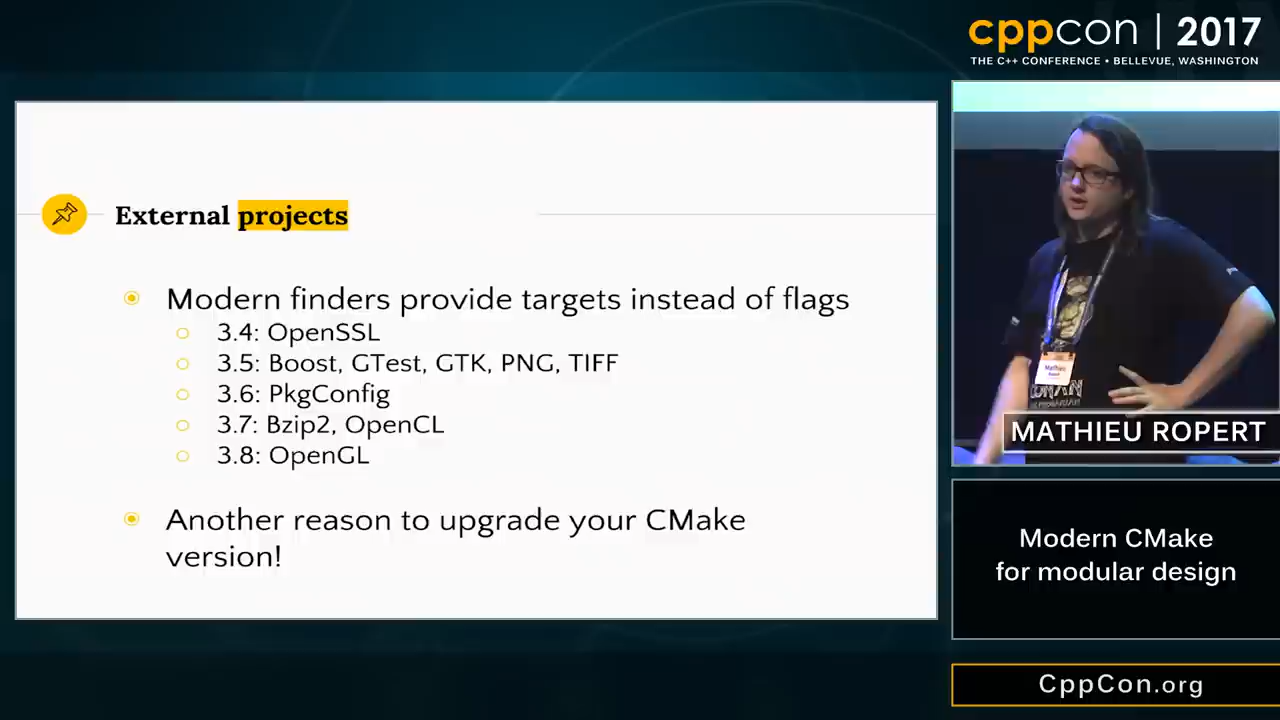 cppcon | 2017
THE C++ CONFERENCE • BELLEVUE, WASHINGTON
External projects
Modern finders provide targets instead of flags
3.4: OpenSSL
3.5: Boost, GTest, GTK, PNG, TIFF
3.6: PkgConfig
3.7: Bzip2, OpenCL
3.8: OpenGL
Another reason to upgrade your CMake
version!
Mathieu
MATHIEU ROPERT
Modern CMake
for modular design
CppCon.org